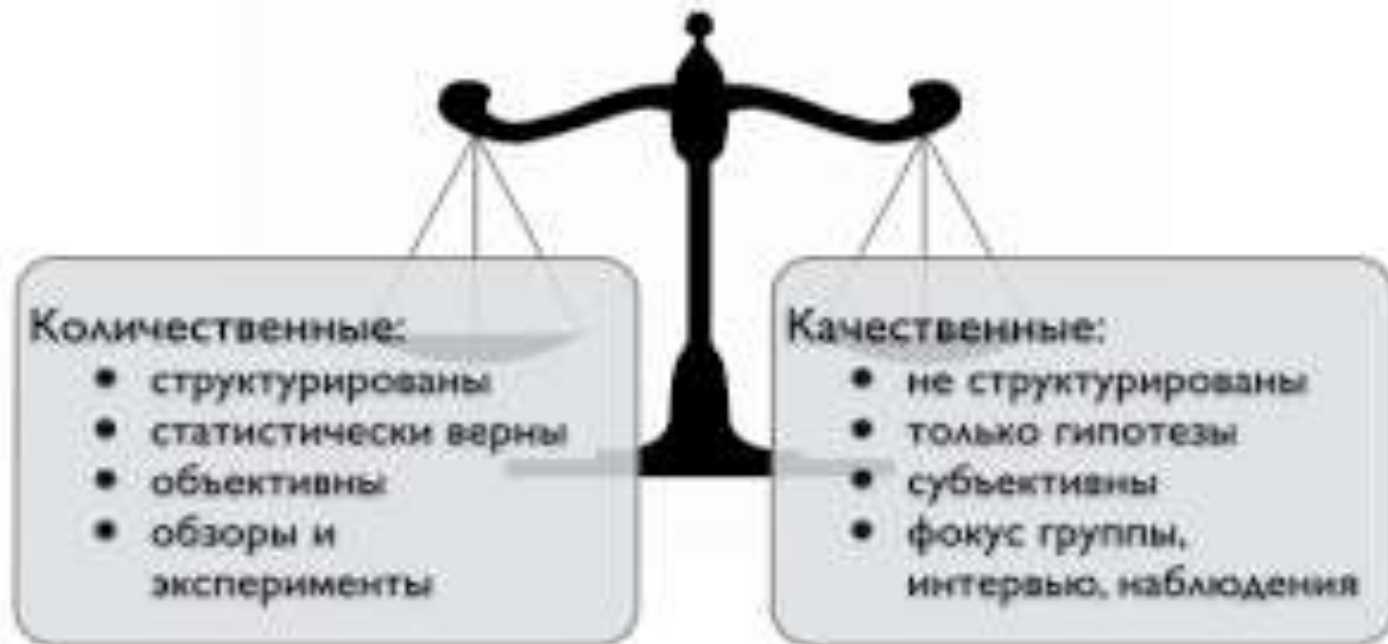 Количественные:
● структурированы
● статистически верны
● объективны
● обзоры и
эксперименты
Качественные:
● не структурированы
● только гипотезы
● субъективны
● фокус группы,
интервью, наблюдения